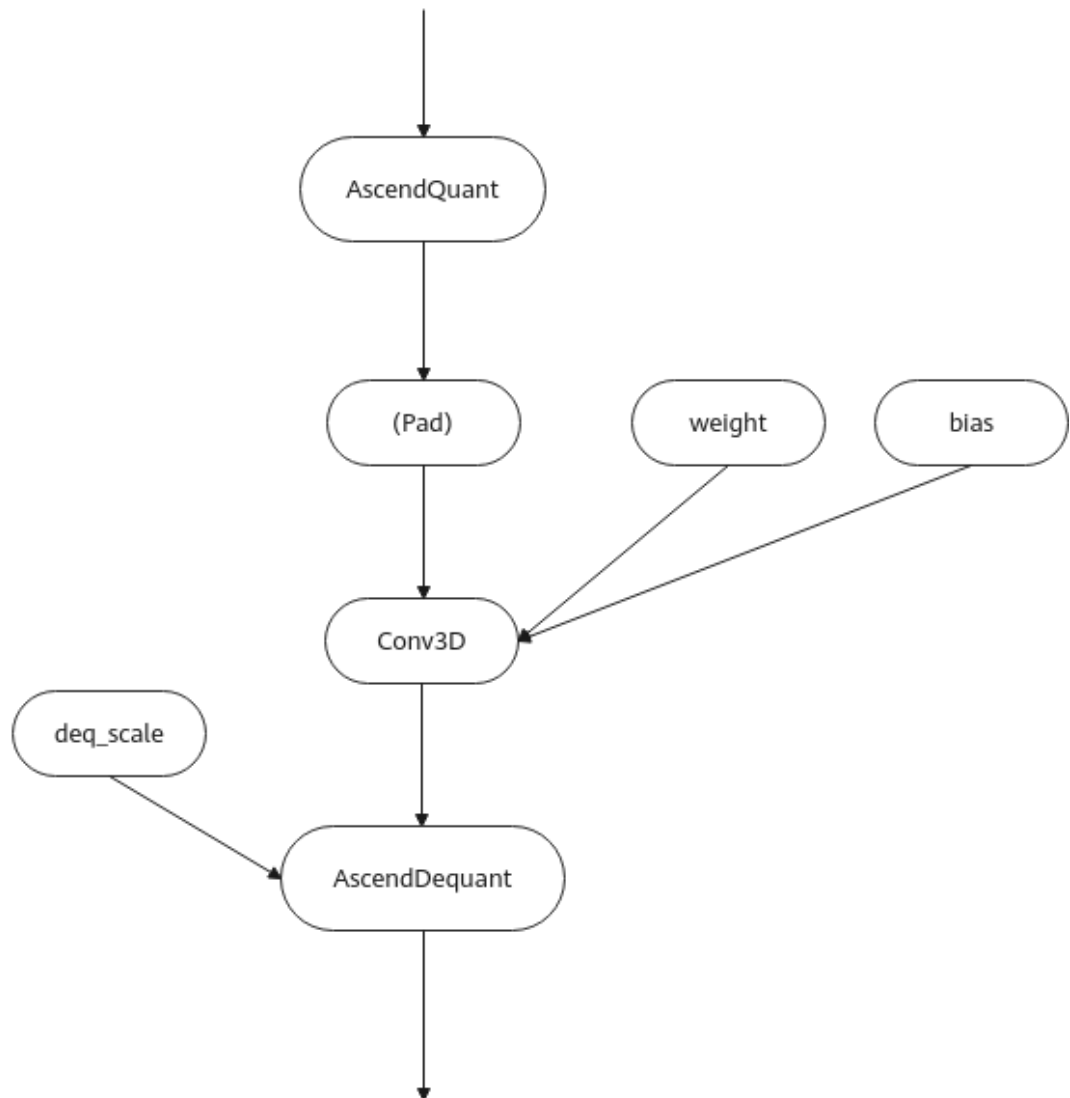 AscendQuant
(Pad)
weight
bias
Conv3D
deq_scale
AscendDequant